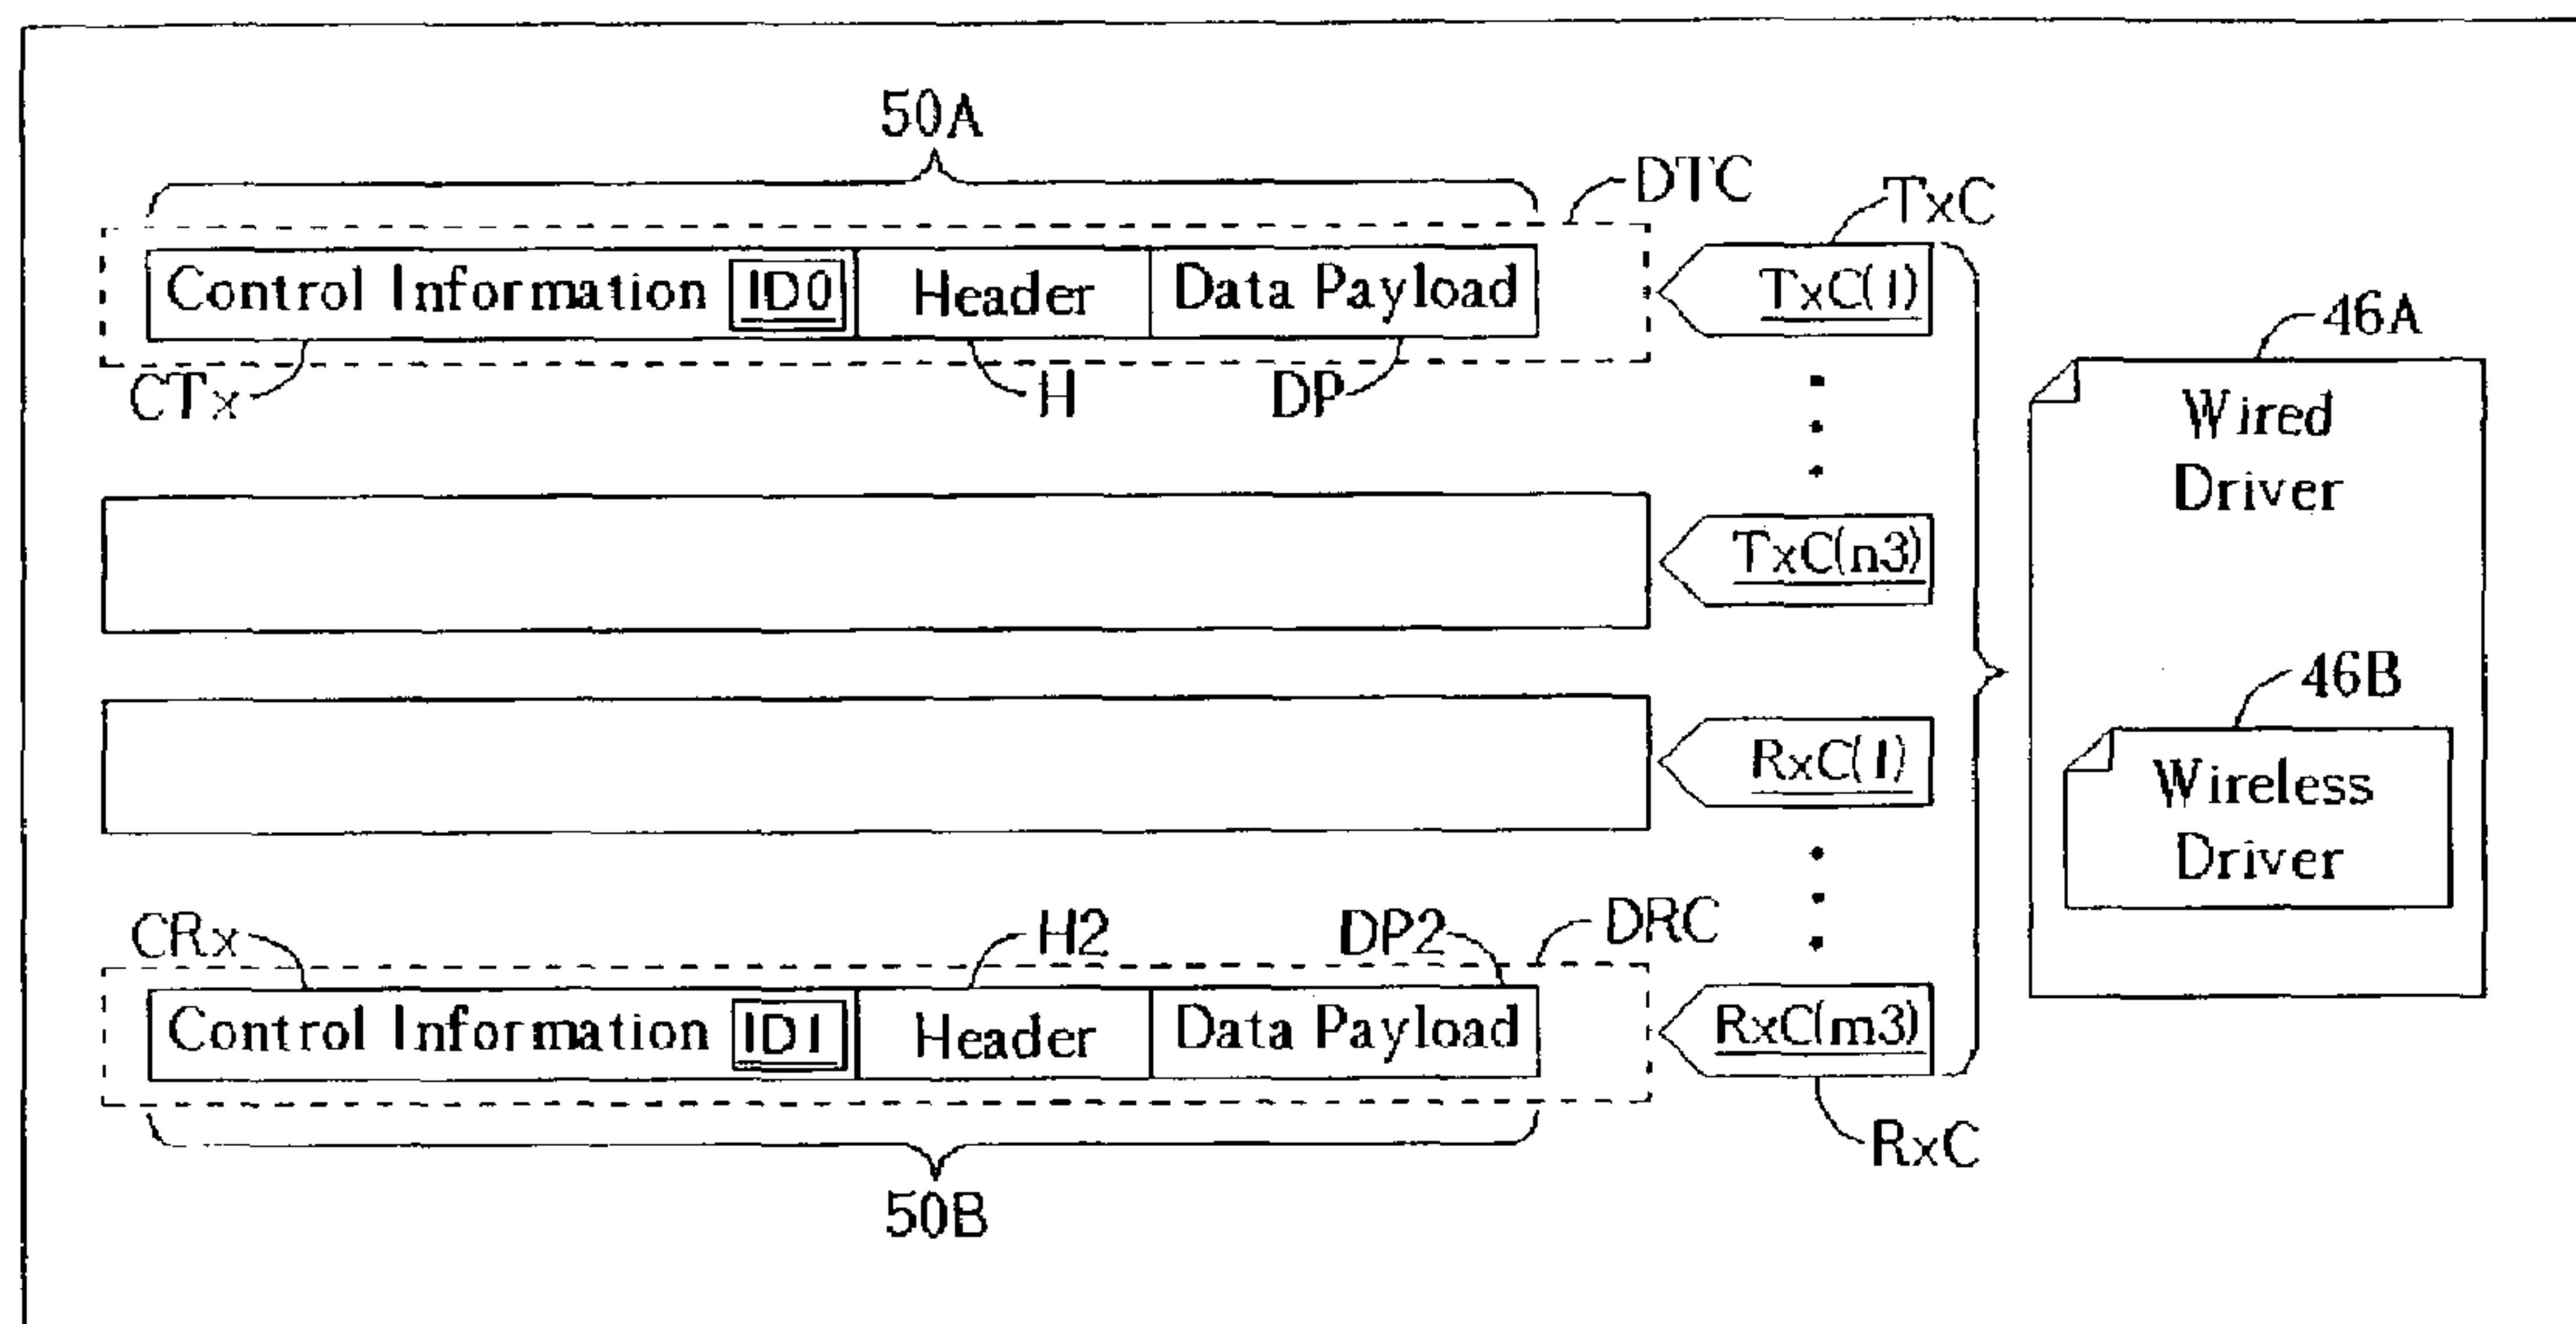 50A
DTC
TxC
Control Information ID0 Header Data Payload TxC(1)
CTx H DP
46A
Wired
Driver
TxC(n3)
46B
RxC(1)
Wireless
Driver
CRx H2 DP2 DRC
Control Information ID1 Header Data Payload RxC(m3)
RxC
50B